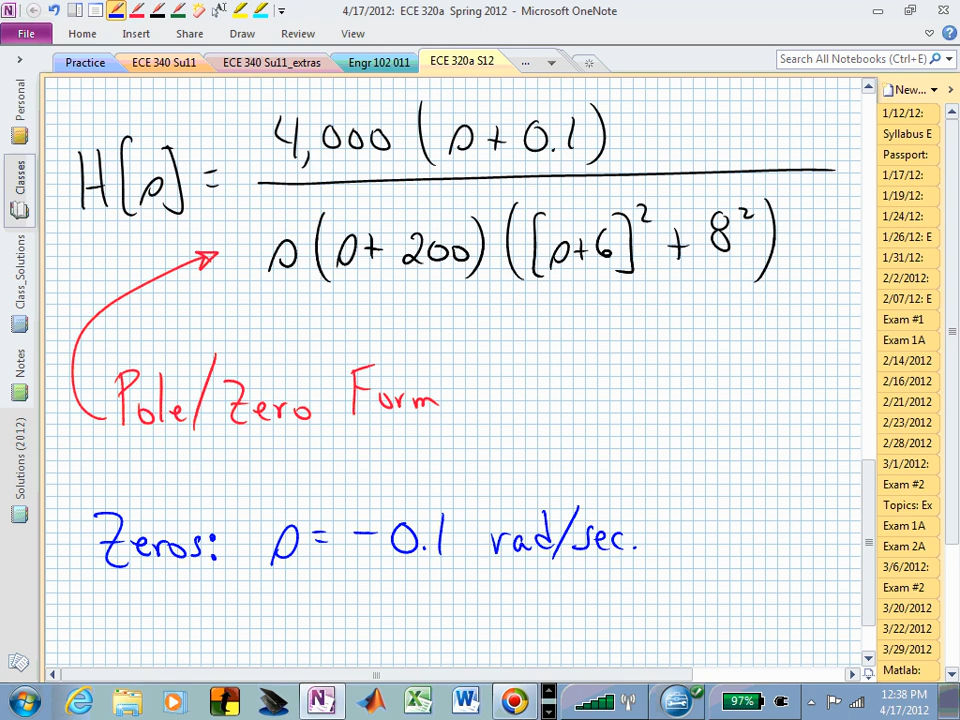 4/17/2012: ECE 320a Spring 2012 - Microsoft OneNote
File Home Insert Share Draw Review View
Practice ECE 340 Su11 ECE 340 Su11_extras Engr 102 011 ECE 320a S12 ... Search All Notebooks (Ctrl+E)
Personal
Classes
Class_Solutions
Notes
Solutions (2012)
New...
1/12/12:
Syllabus E
Passport:
1/17/12:
1/19/12:
1/24/12:
1/26/12: E
1/31/12:
2/2/2012:
2/07/12: E
Exam #1
Exam 1A
2/14/2012
2/16/2012
2/21/2012
2/23/2012
2/28/2012
3/1/2012:
Exam #2
Topics: Ex
Exam 1A
Exam 2A
3/6/2012:
Exam #2
3/20/2012
3/22/2012
3/29/2012
Matlab:
4,000 (s+0.1)
H[s] =
s(s+200)([s+6]² + 8²)
Pole/Zero Form
Zeros: s = -0.1 rad/sec.
97%
12:38 PM
4/17/2012